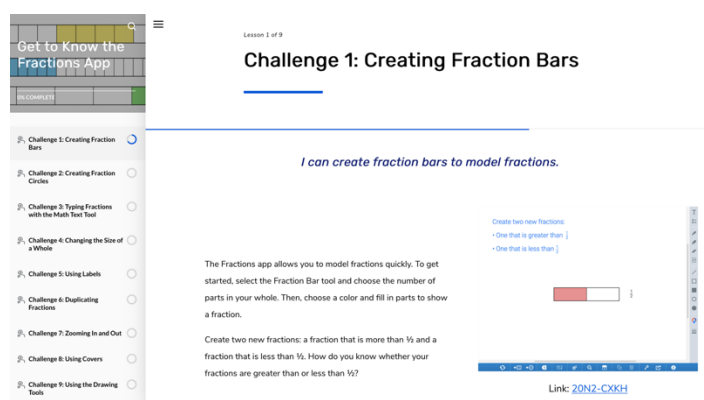 Get to Know the
Fractions App
0% COMPLETE
Challenge 1: Creating Fraction
Bars
Challenge 2: Creating Fraction
Circles
Challenge 3: Typing Fractions
with the Math Text Tool
Challenge 4: Changing the Size of
a Whole
Challenge 5: Using Labels
Challenge 6: Duplicating
Fractions
Challenge 7: Zooming In and Out
Challenge 8: Using Covers
Challenge 9: Using the Drawing
Tools
Lesson 1 of 9
Challenge 1: Creating Fraction Bars
I can create fraction bars to model fractions.
The Fractions app allows you to model fractions quickly. To get
started, select the Fraction Bar tool and choose the number of
parts in your whole. Then, choose a color and fill in parts to show
a fraction.
Create two new fractions: a fraction that is more than ½ and a
fraction that is less than ½. How do you know whether your
fractions are greater than or less than ½?
Create two new fractions:
• One that is greater than ½
• One that is less than ½
½
Link: 20N2-CXKH